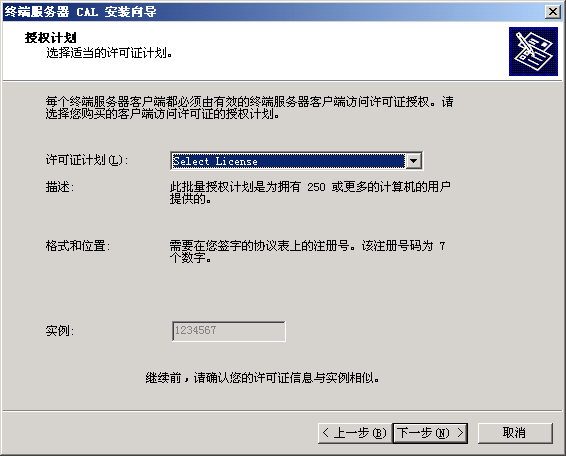 终端服务器 CAL 安装向导
授权计划
选择适当的许可证计划。
每个终端服务器客户端都必须由有效的终端服务器客户端访问许可证授权。请
选择您购买的客户端访问许可证的授权计划。
许可证计划(L): Select License
描述: 此批量授权计划是为拥有 250 或更多的计算机的用户
提供的。
格式和位置: 需要在您签字的协议表上的注册号。该注册号码为 7
个数字。
实例: 1234567
继续前,请确认您的许可证信息与实例相似。
< 上一步(B) 下一步(N) > 取消